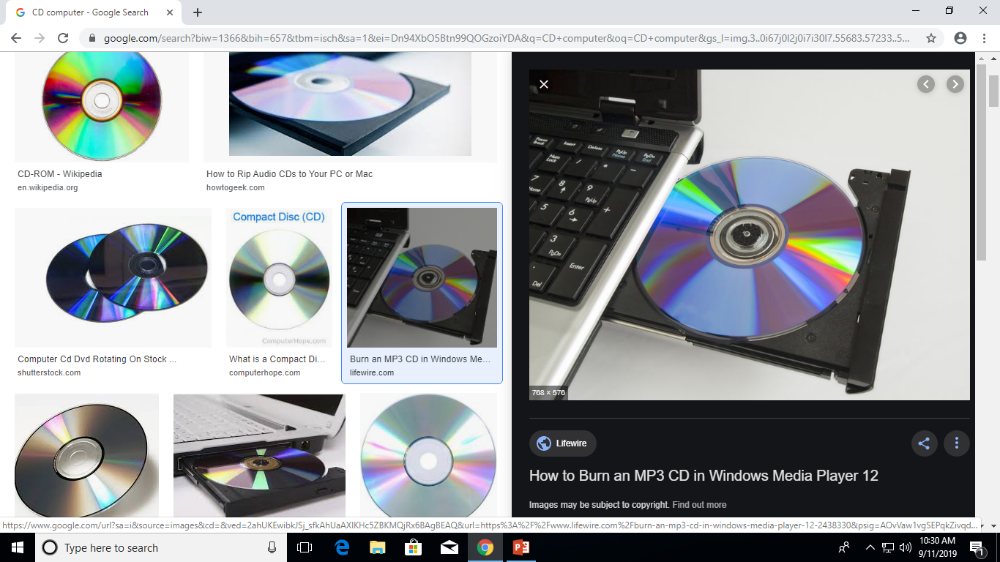 CD computer - Google Search
google.com/search?biw=1366&bih=657&tbm=isch&sa=1&ei=Dn94XbO5Btn99QOGzoiYDA&q=CD+computer&oq=CD+computer&gs_l=img.3..0i67j0l2j0i7i30l7.55683.57233..5...
CD-ROM - Wikipedia
en.wikipedia.org
How to Rip Audio CDs to Your PC or Mac
howtogeek.com
Compact Disc (CD)
ComputerHope.com
Computer Cd Dvd Rotating On Stock ...
shutterstock.com
What is a Compact Di...
computerhope.com
Burn an MP3 CD in Windows Me...
lifewire.com
Pause
Break
Insert
Delete
PgUp
Home
PgDn
End
Num
Lock
/
*
-
7
Home
8
9
PgUp
+
5
6
3
PgDn
Enter
Del
768 × 576
Lifewire
How to Burn an MP3 CD in Windows Media Player 12
Images may be subject to copyright. Find out more
https://www.google.com/url?sa=i&source=images&cd=&ved=2ahUKEwibkJSj_sfkAhUaAXIKHc5ZBKMQjRx6BAgBEAQ&url=https%3A%2F%2Fwww.lifewire.com%2Fburn-an-mp3-cd-in-windows-media-player-12-2438330&psig=AOvVaw1vgSEPqkZivqd...
Type here to search
10:30 AM
9/11/2019
1